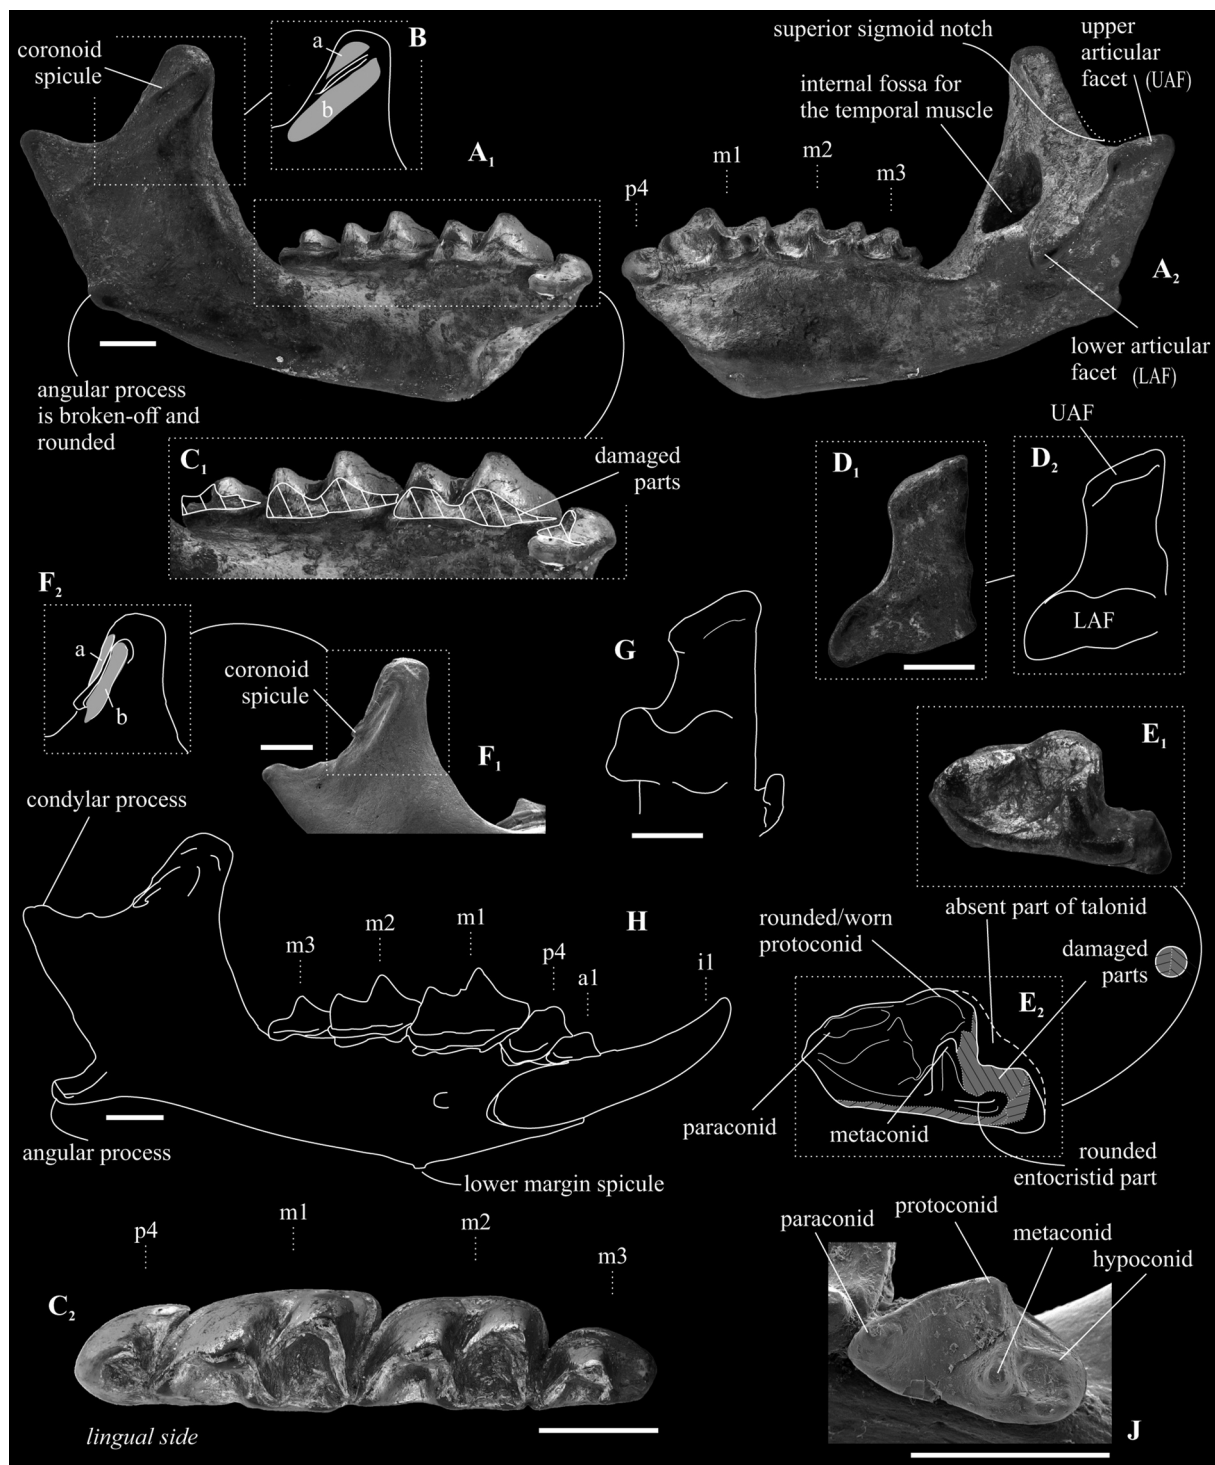 coronoid
spicule
a
b
B
A1
superior sigmoid notch
upper
articular
facet (UAF)
internal fossa for
the temporal muscle
p4
m1
m2
m3
A2
angular process
is broken-off and
rounded
lower articular
facet (LAF)
C1
damaged
parts
D1
UAF
D2
LAF
F2
a
b
coronoid
spicule
F1
G
E1
condylar process
m3
m2
m1
p4
a1
i1
H
angular process
lower margin spicule
absent part of talonid
rounded/worn
protoconid
damaged
parts
E2
paraconid
metaconid
rounded
entocristid part
C2
p4
m1
m2
m3
lingual side
paraconid
protoconid
metaconid
hypoconid
J